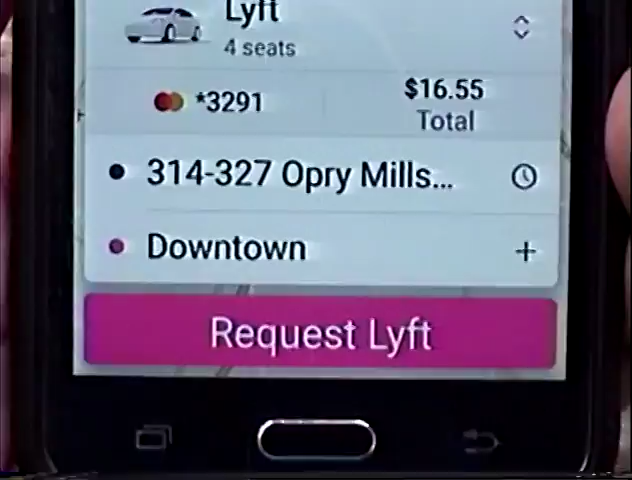 Lyft
4 seats
*3291
$16.55
Total
314-327 Opry Mills...
Downtown
Request Lyft